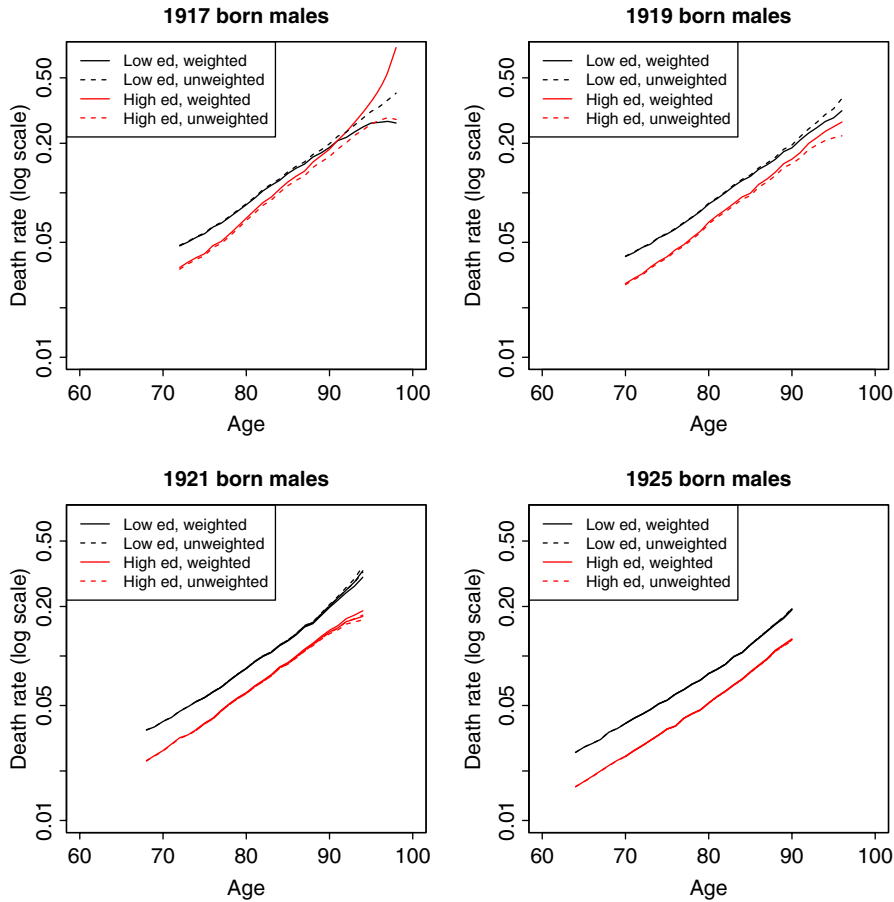 1917 born males
Low ed, weighted
Low ed, unweighted
High ed, weighted
High ed, unweighted
Death rate (log scale)
0.50
0.20
0.05
0.01
60 70 80 90 100
Age
1919 born males
Low ed, weighted
Low ed, unweighted
High ed, weighted
High ed, unweighted
Death rate (log scale)
0.50
0.20
0.05
0.01
60 70 80 90 100
Age
1921 born males
Low ed, weighted
Low ed, unweighted
High ed, weighted
High ed, unweighted
Death rate (log scale)
0.50
0.20
0.05
0.01
60 70 80 90 100
Age
1925 born males
Low ed, weighted
Low ed, unweighted
High ed, weighted
High ed, unweighted
Death rate (log scale)
0.50
0.20
0.05
0.01
60 70 80 90 100
Age